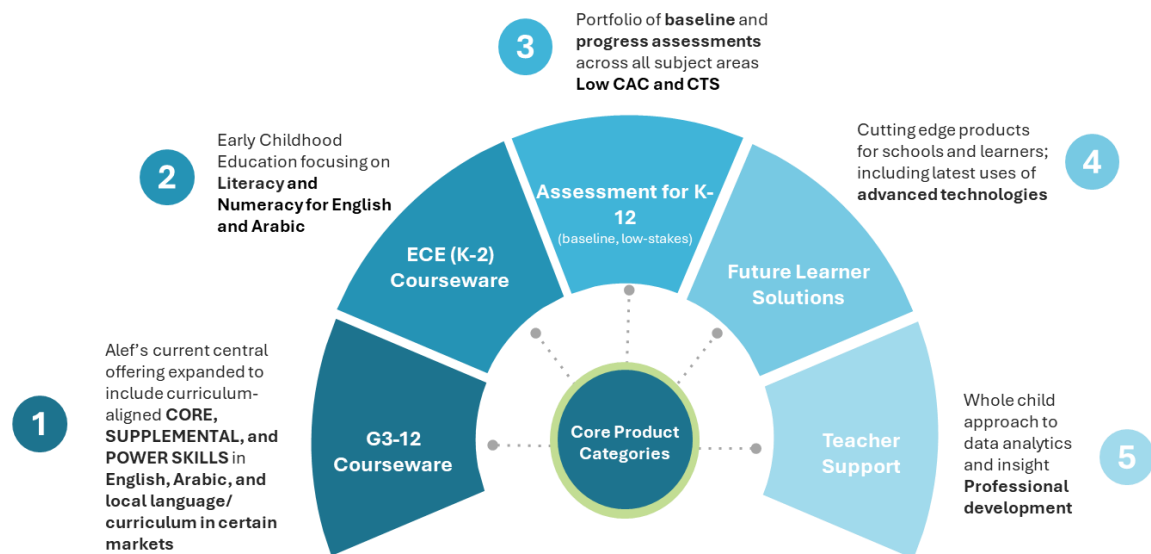 1
Alef's current central
offering expanded to
include curriculum-
aligned CORE,
SUPPLEMENTAL, and
POWER SKILLS in
English, Arabic, and
local language/
curriculum in certain
markets
G3-12
Courseware
2
Early Childhood
Education focusing on
Literacy and
Numeracy for English
and Arabic
ECE (K-2)
Courseware
3
Portfolio of baseline and
progress assessments
across all subject areas
Low CAC and CTS
Assessment for K-
12
(baseline, low-stakes)
4
Cutting edge products
for schools and learners;
including latest uses of
advanced technologies
Future Learner
Solutions
5
Whole child
approach to
data analytics
and insight
Professional
development
Teacher
Support
Core Product
Categories